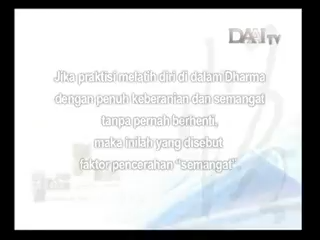 DAAI TV
Jika praktisi melatih diri di dalam Dharma
dengan penuh keberanian dan semangat
tanpa pernah berhenti,
maka inilah yang disebut
faktor pencerahan "semangat".